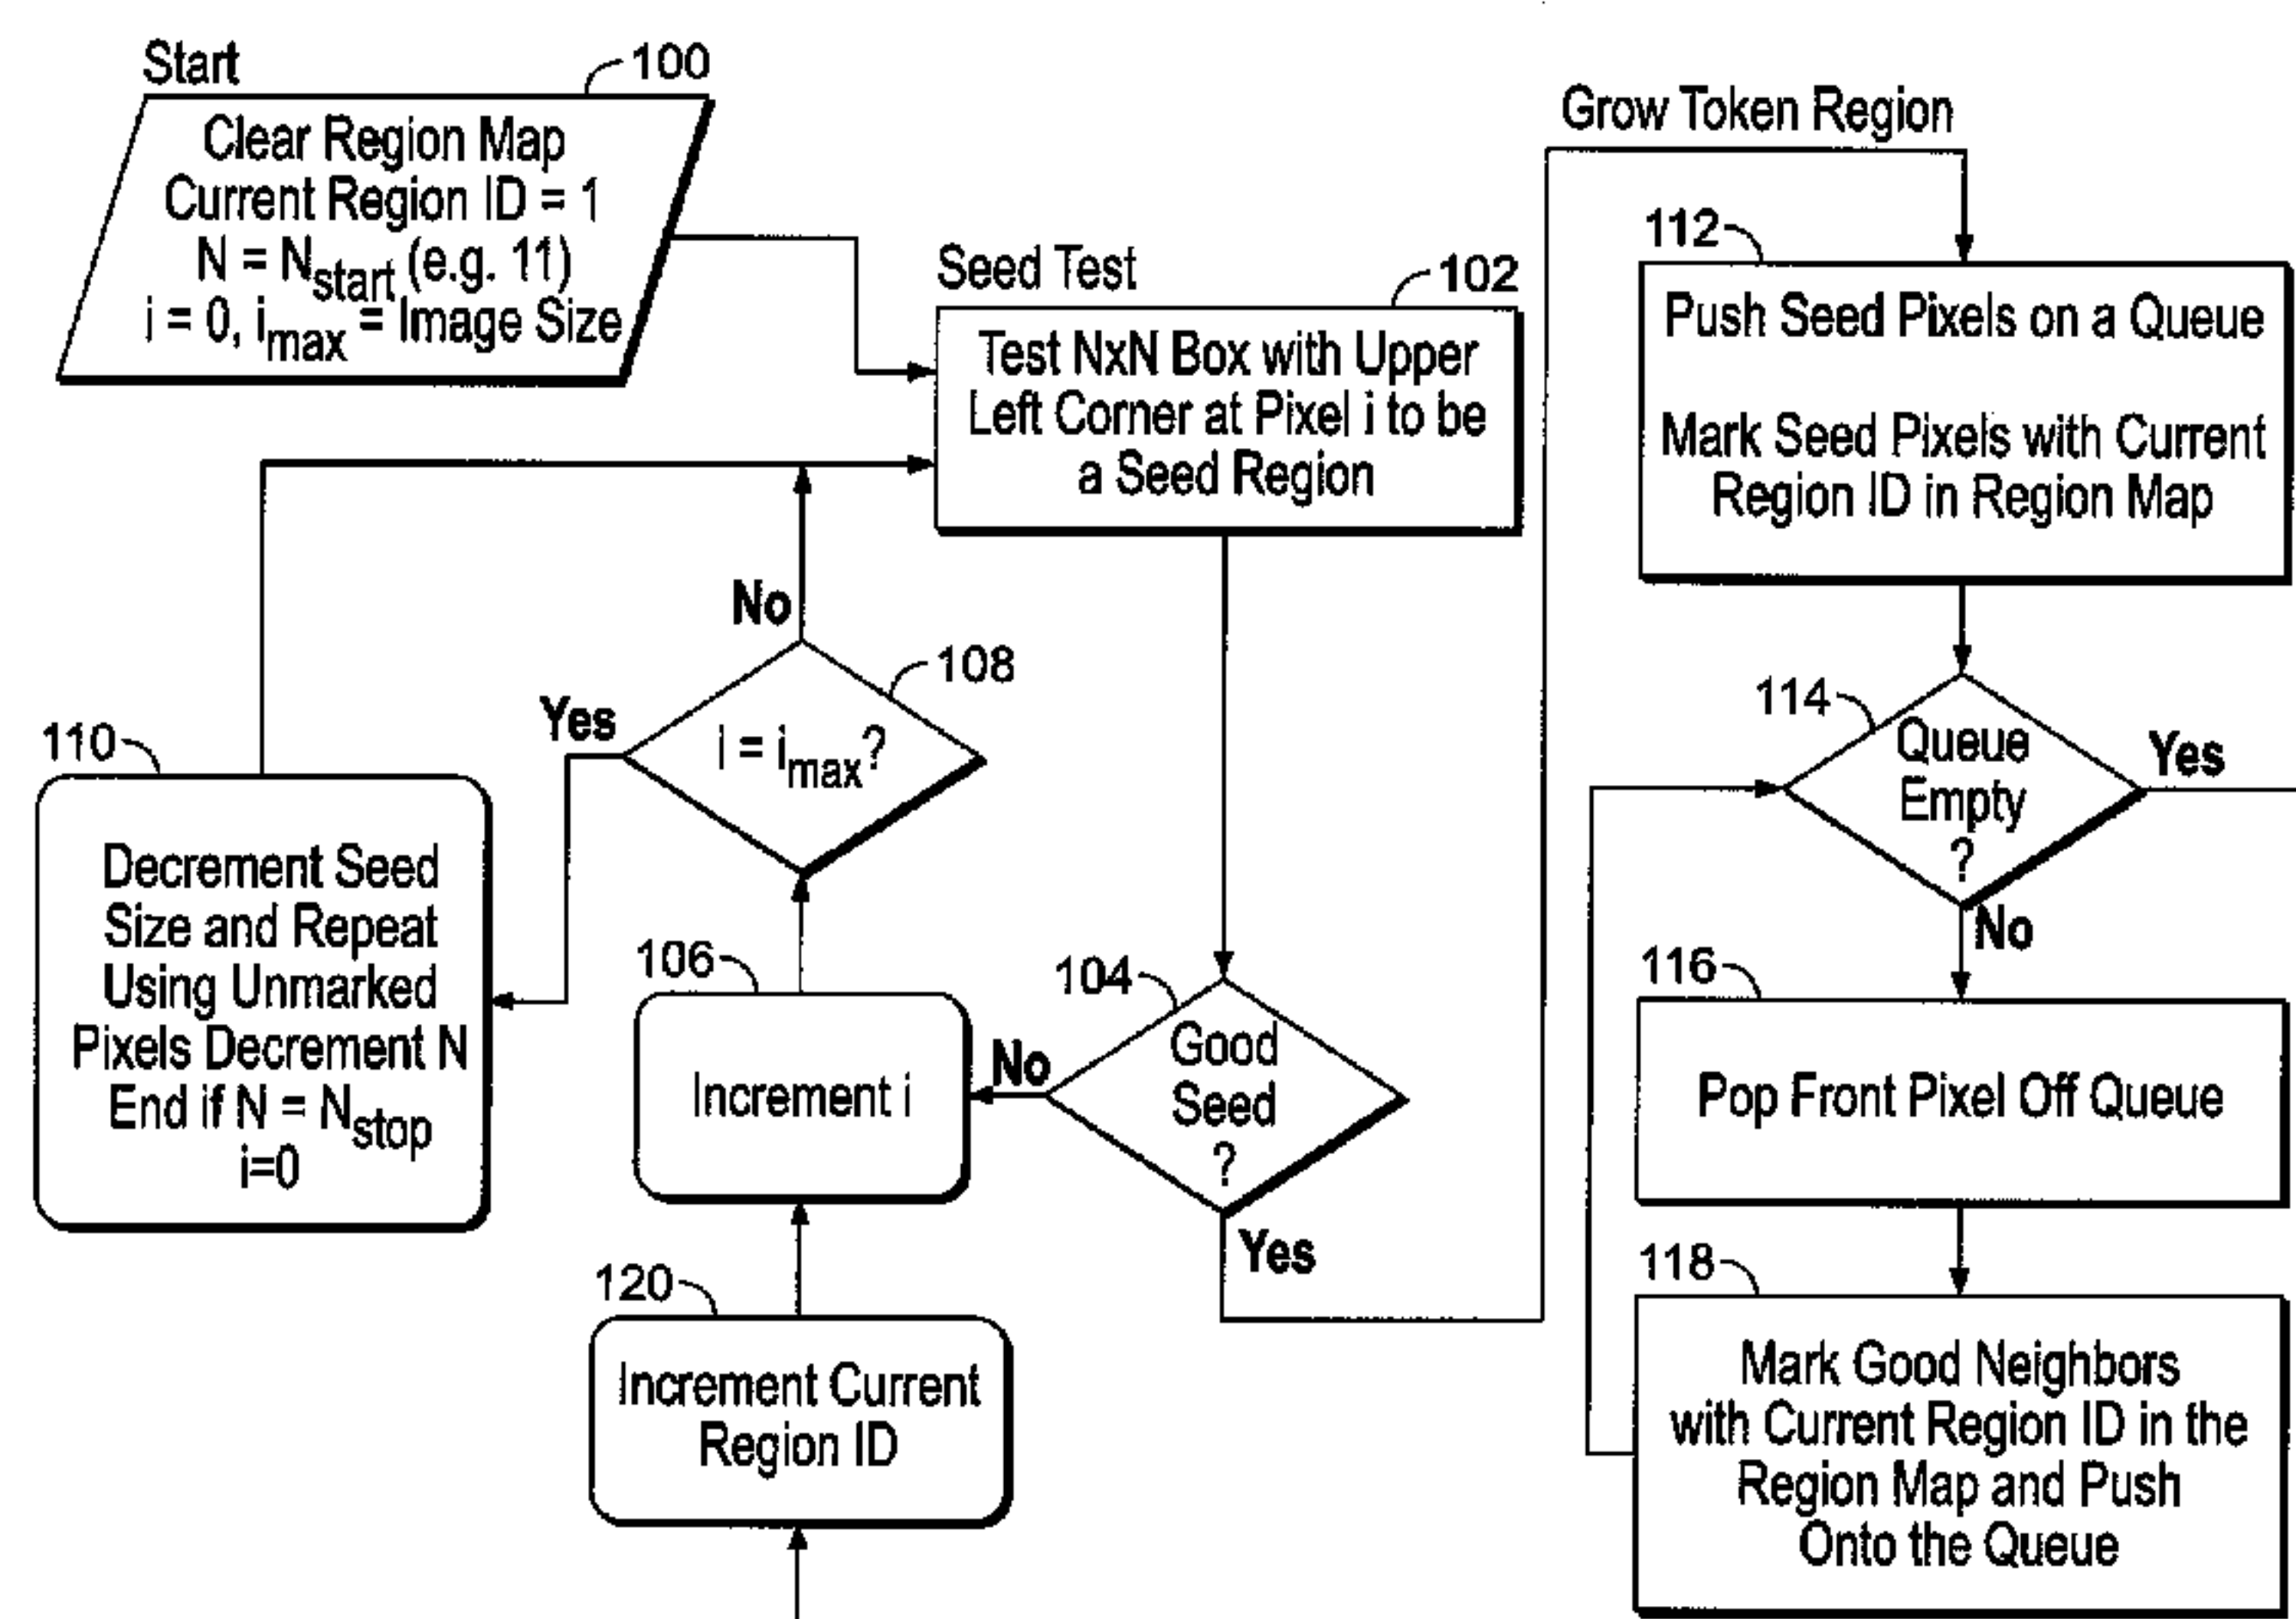 Start
100
Clear Region Map
Current Region ID = 1
N = Nstart (e.g. 11)
i = 0, imax = Image Size
Seed Test
102
Test NxN Box with Upper
Left Corner at Pixel i to be
a Seed Region
No
108
i = imax?
Yes
110
Decrement Seed
Size and Repeat
Using Unmarked
Pixels Decrement N
End if N = Nstop
i=0
106
Increment i
104
Good
Seed
?
No
Yes
120
Increment Current
Region ID
Grow Token Region
112
Push Seed Pixels on a Queue
Mark Seed Pixels with Current
Region ID in Region Map
114
Queue
Empty
?
Yes
No
116
Pop Front Pixel Off Queue
118
Mark Good Neighbors
with Current Region ID in the
Region Map and Push
Onto the Queue